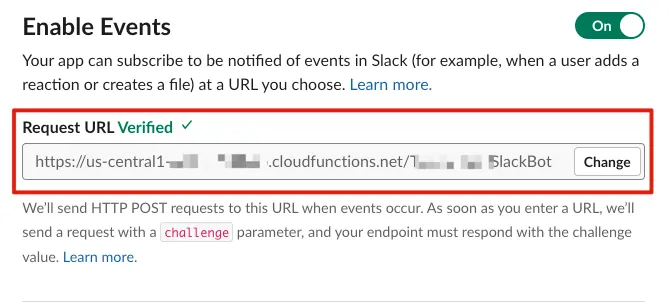 Enable Events
On
Your app can subscribe to be notified of events in Slack (for example, when a user adds a
reaction or creates a file) at a URL you choose. Learn more.
Request URL Verified ✓
https://us-central1- .cloudfunctions.net/ SlackBot
Change
We'll send HTTP POST requests to this URL when events occur. As soon as you enter a URL, we'll
send a request with a challenge parameter, and your endpoint must respond with the challenge
value. Learn more.